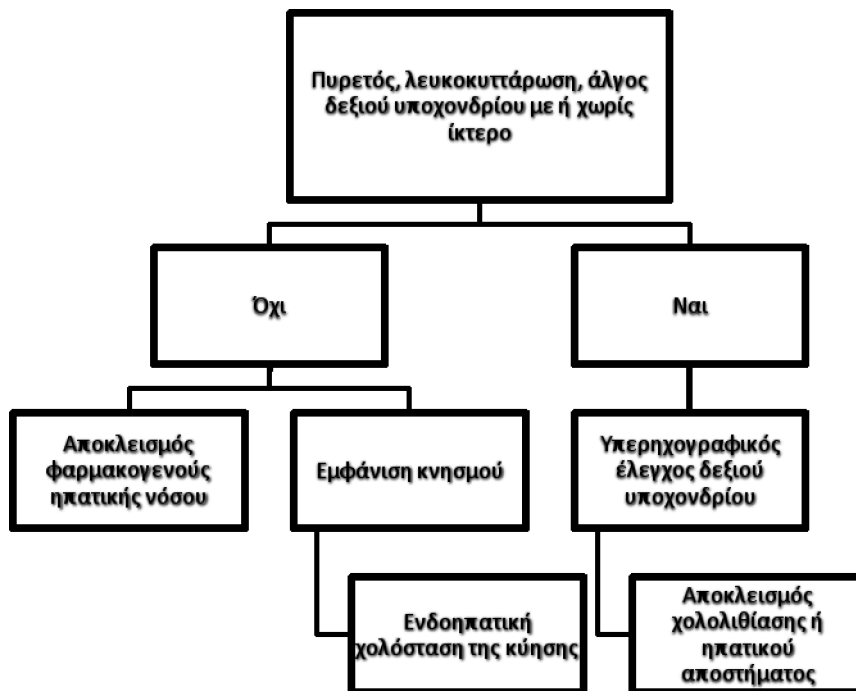 Πυρετός, λευκοκυττάρωση, άλγος
δεξιού υποχονδρίου με ή χωρίς
ίκτερο
Όχι
Ναι
Αποκλεισμός
φαρμακογενούς
ηπατικής νόσου
Εμφάνιση κνησμού
Υπερηχογραφικός
έλεγχος δεξιού
υποχονδρίου
Ενδοηπατική
χολόσταση της κύησης
Αποκλεισμός
χολολιθίασης ή
ηπατικού
αποστήματος